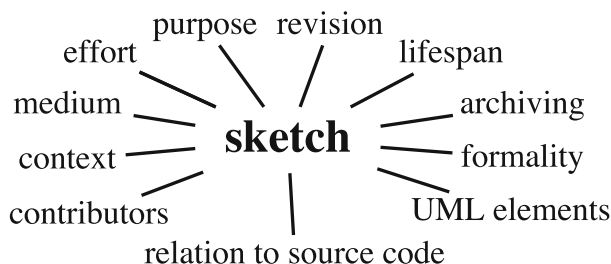 purpose revision
effort lifespan
medium archiving
sketch
context formality
contributors UML elements
relation to source code